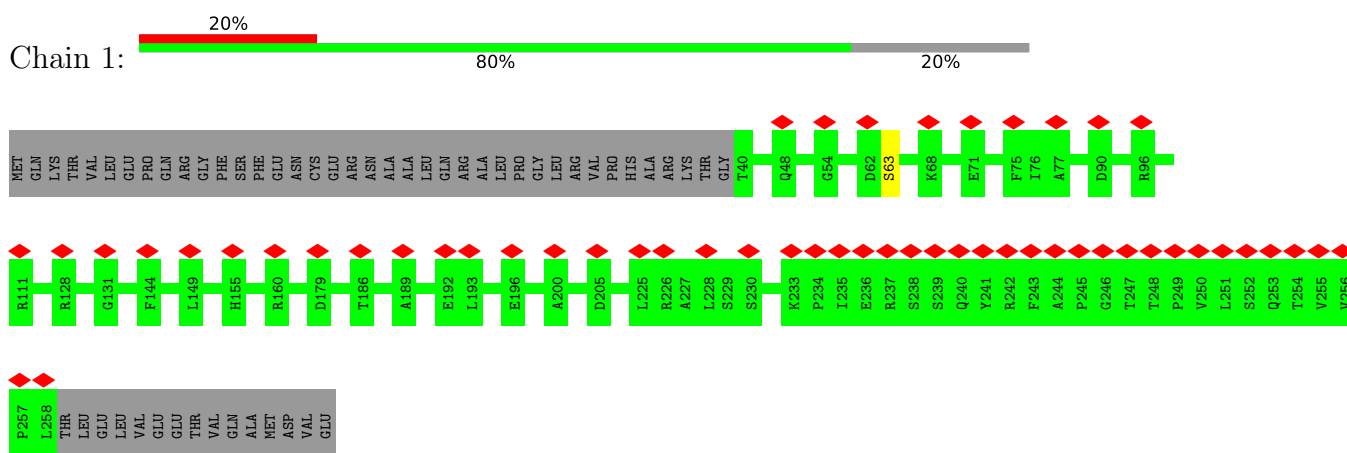 20%
Chain 1:
80% 20%
MET GLN LYS THR VAL LEU GLU PRO GLN ARG GLY PHE SER PHE GLU ASN CYS GLU ARG ASN ALA ALA LEU GLN ARG ALA LEU PRO GLY LEU ARG VAL PRO HIS ALA ARG LYS THR GLY T40 Q48 G54 D62 S63 K68 E71 F75 I76 A77 D90 R96
R111 R128 G131 F144 L149 H155 R160 D179 T186 A189 E192 L193 E196 A200 D205 L225 R226 A227 L228 S229 S230 K233 P234 I235 E236 R237 S238 S239 Q240 Y241 R242 F243 A244 P245 G246 T247 T248 P249 V250 L251 S252 Q253 T254 V255
P257 L258 THR LEU GLU LEU VAL GLU GLU THR VAL GLN ALA MET ASP VAL GLU